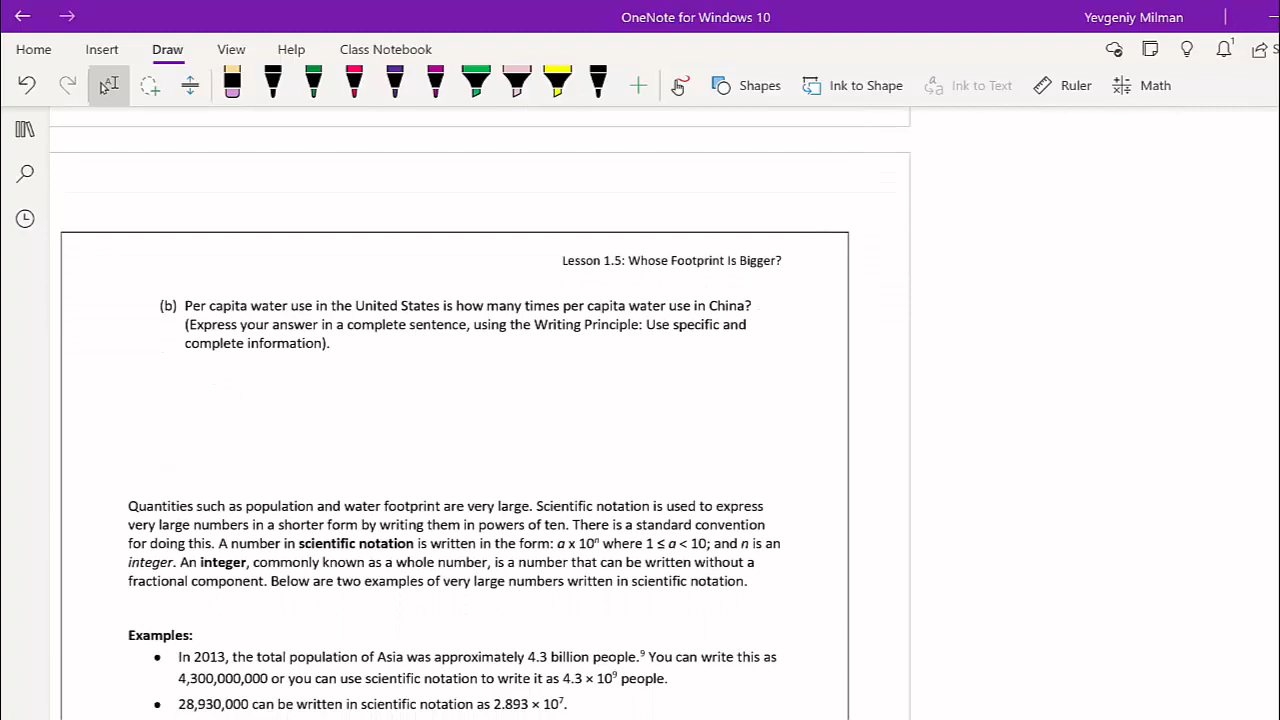 OneNote for Windows 10
Yevgeniy Milman
Home Insert Draw View Help Class Notebook
Shapes Ink to Shape Ink to Text Ruler Math
Lesson 1.5: Whose Footprint Is Bigger?
(b) Per capita water use in the United States is how many times per capita water use in China?
(Express your answer in a complete sentence, using the Writing Principle: Use specific and
complete information).
Quantities such as population and water footprint are very large. Scientific notation is used to express
very large numbers in a shorter form by writing them in powers of ten. There is a standard convention
for doing this. A number in scientific notation is written in the form: a x 10ⁿ where 1 ≤ a < 10; and n is an
integer. An integer, commonly known as a whole number, is a number that can be written without a
fractional component. Below are two examples of very large numbers written in scientific notation.
Examples:
• In 2013, the total population of Asia was approximately 4.3 billion people.⁹ You can write this as
4,300,000,000 or you can use scientific notation to write it as 4.3 × 10⁹ people.
• 28,930,000 can be written in scientific notation as 2.893 × 10⁷.